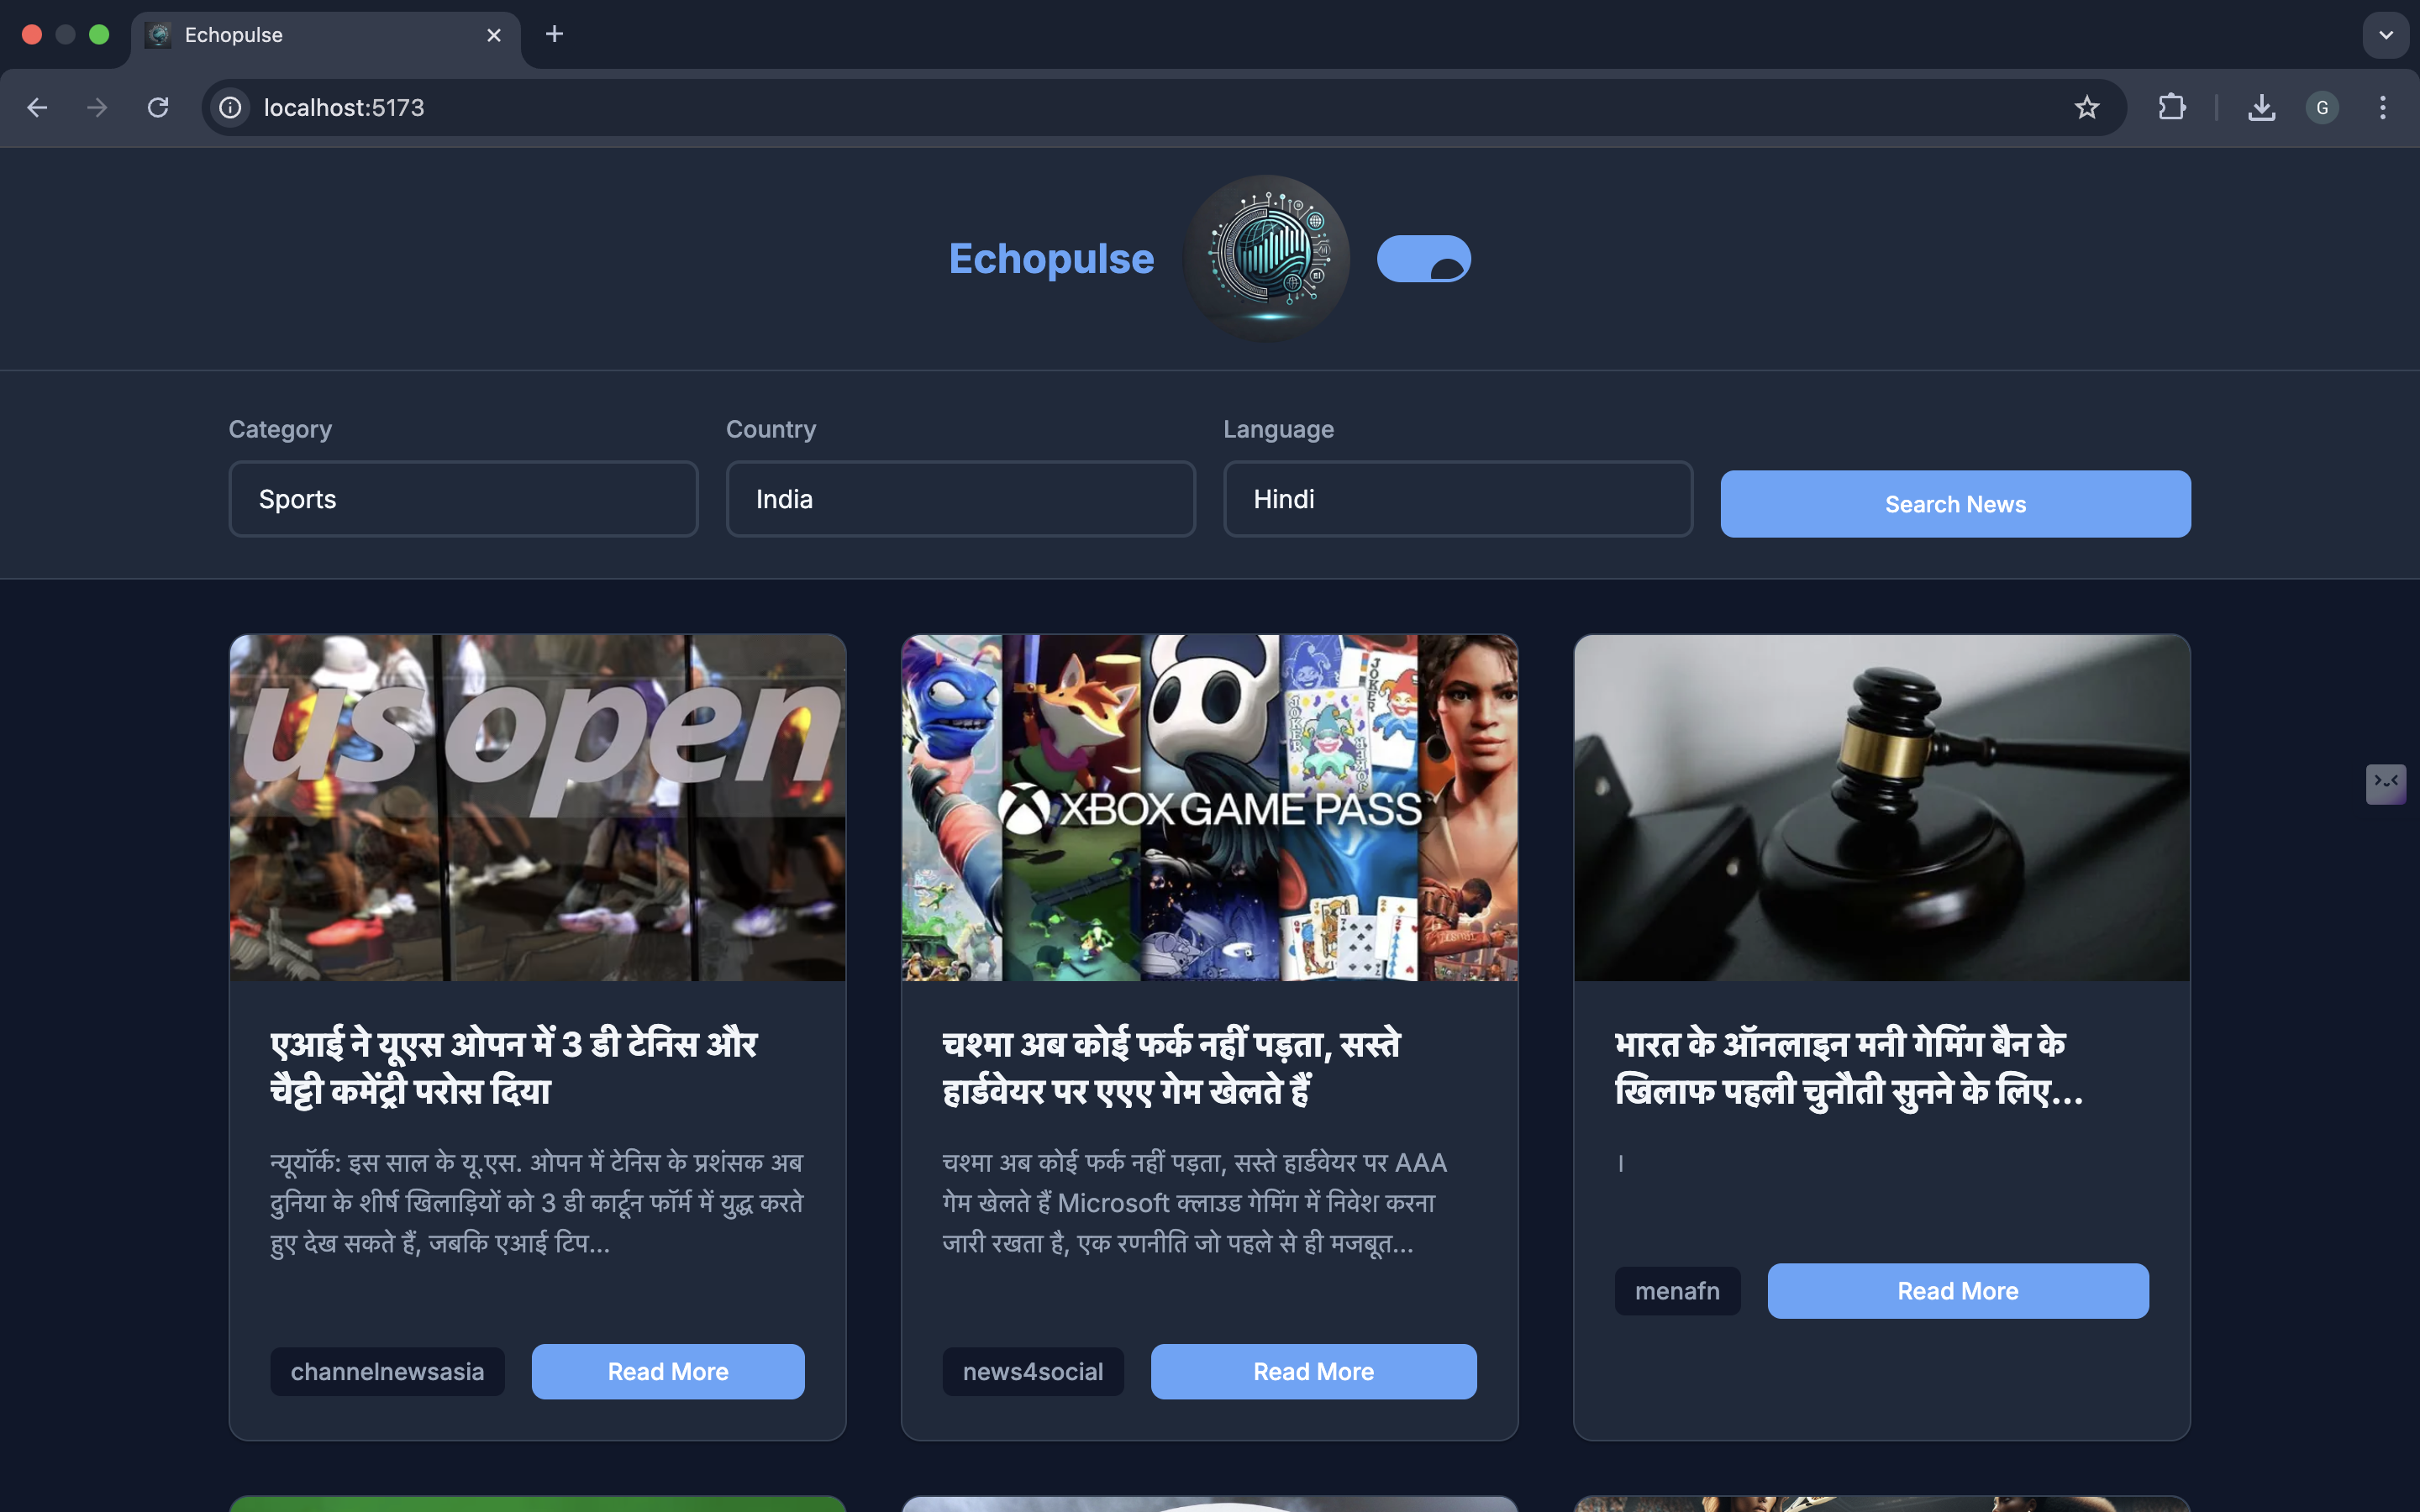 Echopulse
localhost:5173
G
Echopulse
Category
Country
Language
Sports
India
Hindi
Search News
us open
XBOX GAME PASS
एआई ने यूएस ओपन में 3 डी टेनिस और
चैट्टी कमेंट्री परोस दिया
न्यूयॉर्क: इस साल के यू.एस. ओपन में टेनिस के प्रशंसक अब
दुनिया के शीर्ष खिलाड़ियों को 3 डी कार्टून फॉर्म में युद्ध करते
हुए देख सकते हैं, जबकि एआई टिप...
channelnewsasia
Read More
चश्मा अब कोई फर्क नहीं पड़ता, सस्ते
हार्डवेयर पर एएए गेम खेलते हैं
चश्मा अब कोई फर्क नहीं पड़ता, सस्ते हार्डवेयर पर AAA
गेम खेलते हैं Microsoft क्लाउड गेमिंग में निवेश करना
जारी रखता है, एक रणनीति जो पहले से ही मजबूत...
news4social
Read More
भारत के ऑनलाइन मनी गेमिंग बैन के
खिलाफ पहली चुनौती सुनने के लिए...
।
menafn
Read More